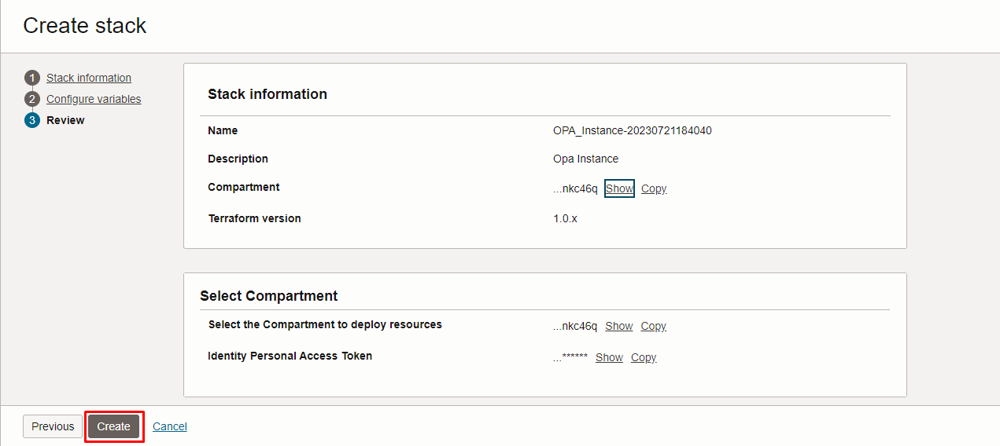 Create stack
1 Stack information
2 Configure variables
3 Review
Stack information
Name OPA_Instance-20230721184040
Description Opa Instance
Compartment ...nkc46q Show Copy
Terraform version 1.0.x
Select Compartment
Select the Compartment to deploy resources ...nkc46q Show Copy
Identity Personal Access Token ...****** Show Copy
Previous Create Cancel